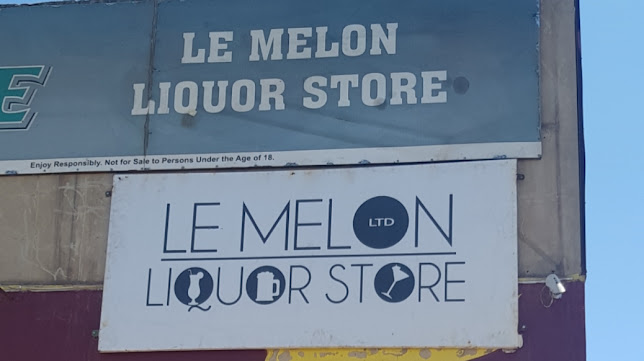 LE MELON
LIQUOR STORE
E
Enjoy Responsibly. Not for Sale to Persons Under the Age of 18.
LE MELON
LTD
LIQUOR STORE